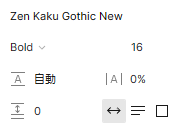 Zen Kaku Gothic New
Bold 16
A 自動 |A| 0%
0